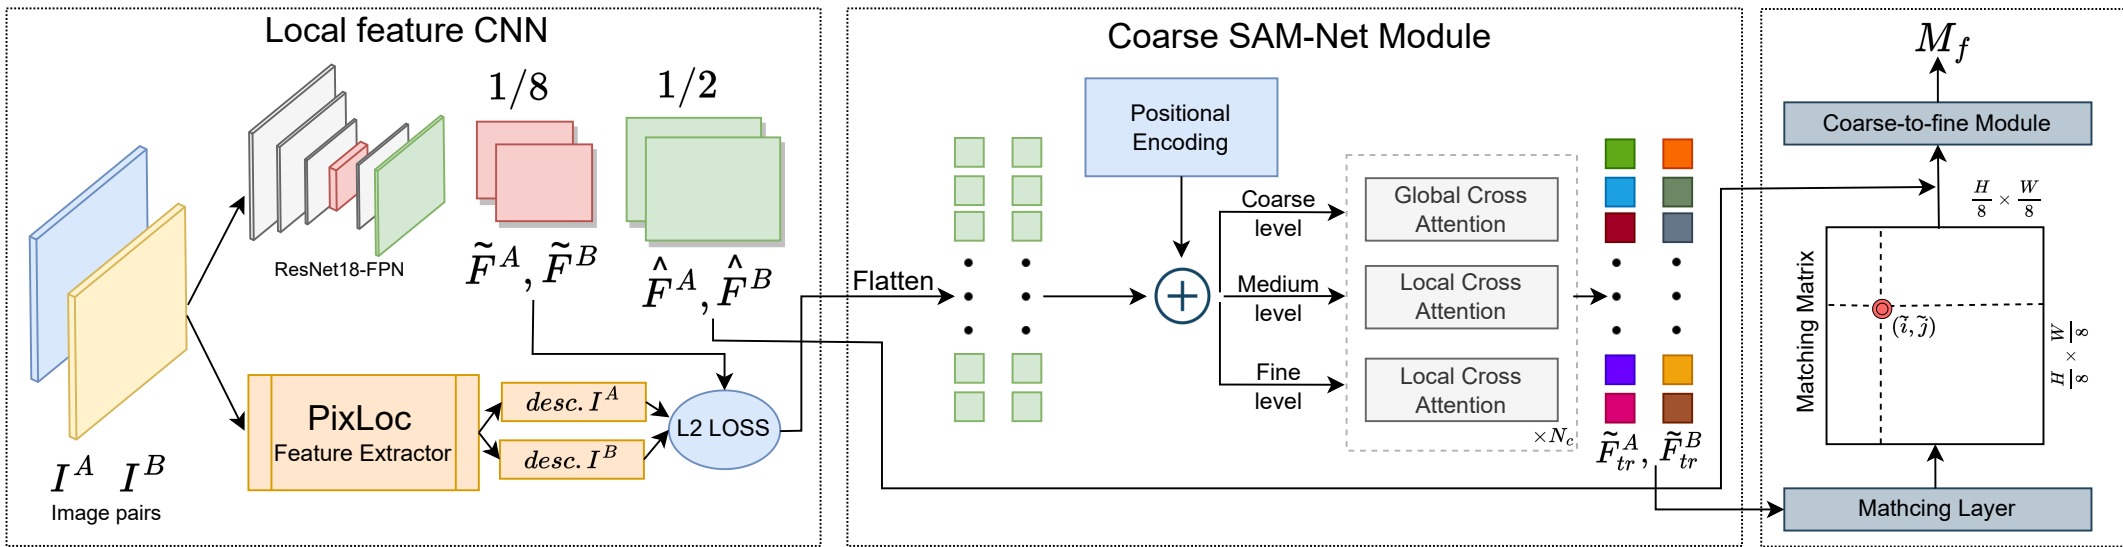 Local feature CNN
1/8
1/2
ResNet18-FPN
F̃^A, F̃^B
F̂^A, F̂^B
PixLoc
Feature Extractor
desc. I^A
desc. I^B
L2 LOSS
I^A I^B
Image pairs
Coarse SAM-Net Module
Flatten
Positional
Encoding
Coarse
level
Medium
level
Fine
level
Global Cross
Attention
Local Cross
Attention
Local Cross
Attention
×N_c
F̃_tr^A, F̃_tr^B
M_f
Coarse-to-fine Module
H/8 × W/8
Matching Matrix
(ĩ, j̃)
H/8 × W/8
Mathcing Layer